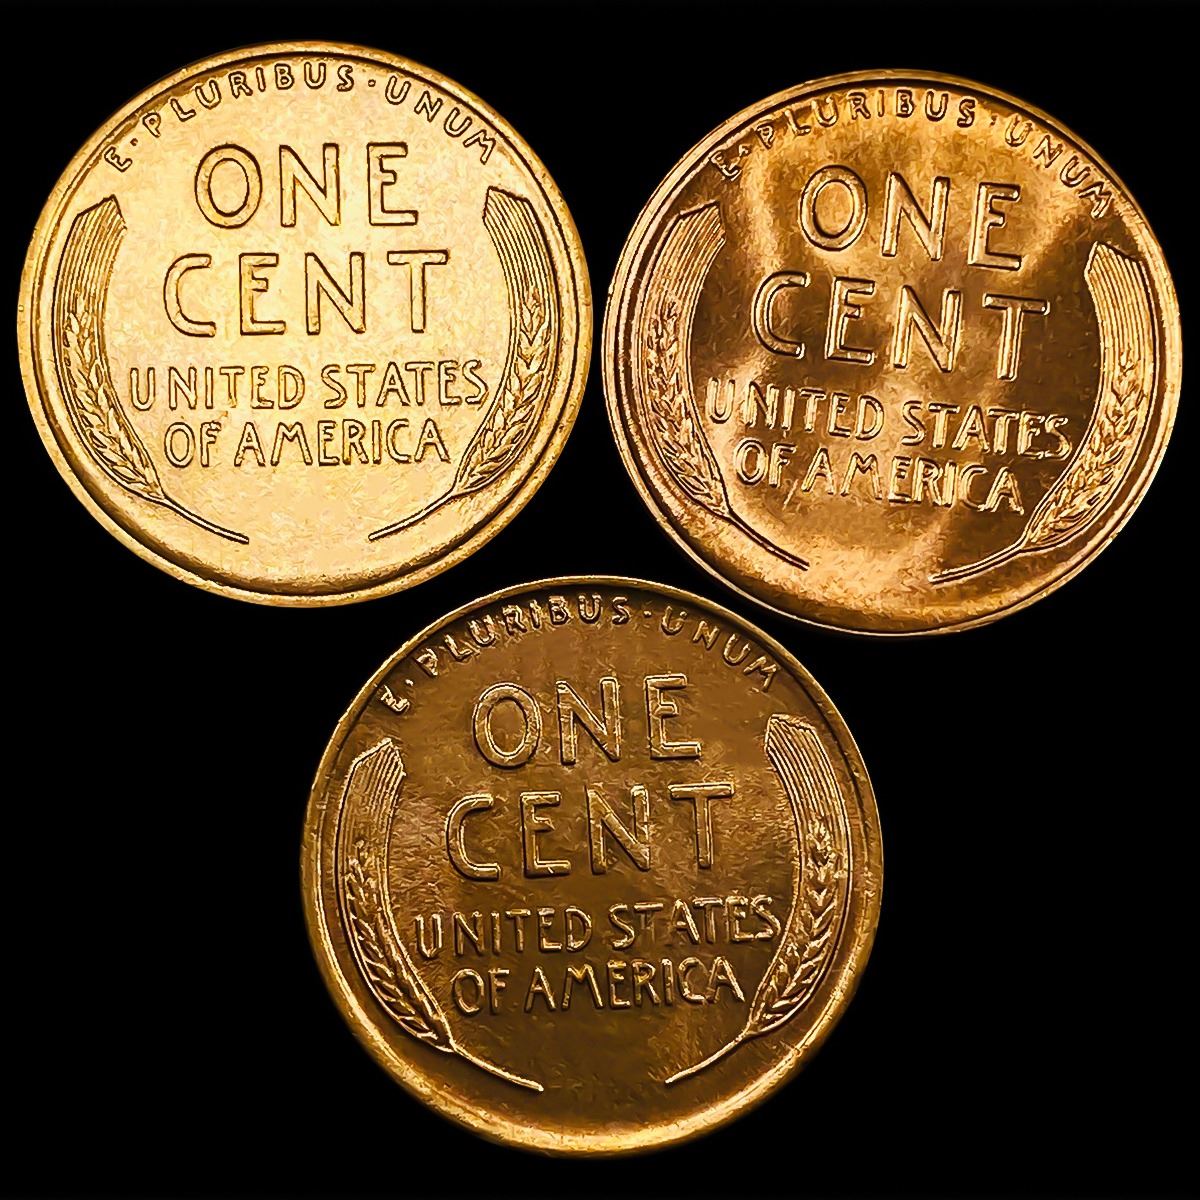 E·PLURIBUS·UNUM
ONE
CENT
UNITED STATES
OF AMERICA
E·PLURIBUS·UNUM
ONE
CENT
UNITED STATES
OF AMERICA
E·PLURIBUS·UNUM
ONE
CENT
UNITED STATES
OF AMERICA